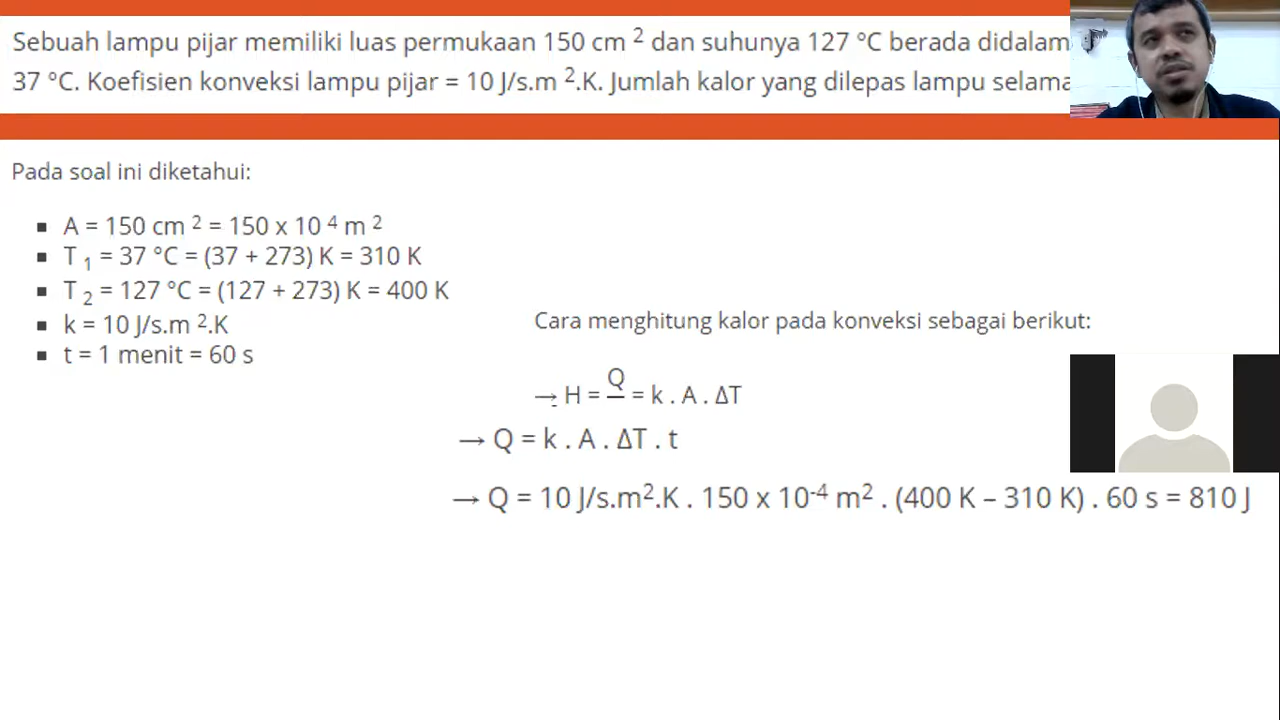 Sebuah lampu pijar memiliki luas permukaan 150 cm 2 dan suhunya 127 °C berada didalam
37 °C. Koefisien konveksi lampu pijar = 10 J/s.m 2.K. Jumlah kalor yang dilepas lampu selama
Pada soal ini diketahui:
▪ A = 150 cm 2 = 150 x 10 4 m 2
▪ T 1 = 37 °C = (37 + 273) K = 310 K
▪ T 2 = 127 °C = (127 + 273) K = 400 K
▪ k = 10 J/s.m 2.K
▪ t = 1 menit = 60 s
Cara menghitung kalor pada konveksi sebagai berikut:
Q
→ H = — = k . A . ΔT
→ Q = k . A . ΔT . t
→ Q = 10 J/s.m².K . 150 x 10⁻⁴ m² . (400 K – 310 K) . 60 s = 810 J